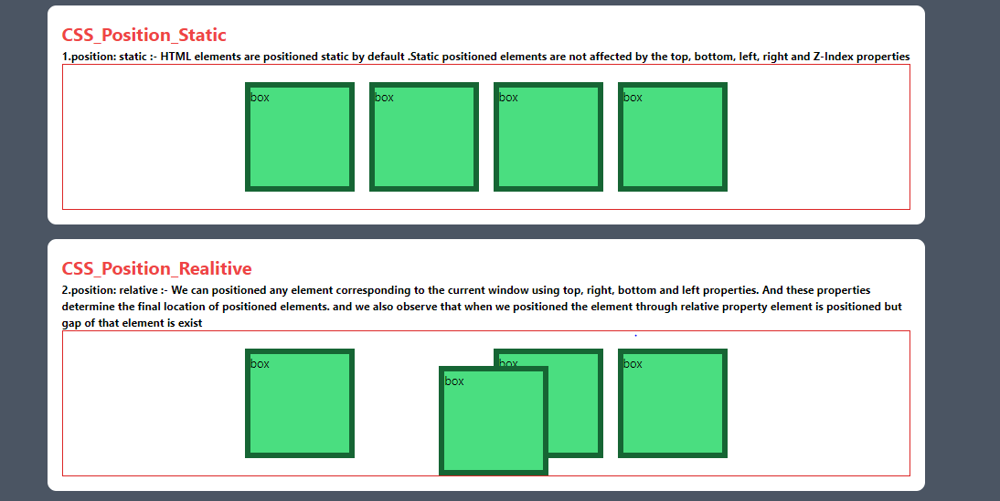 CSS_Position_Static
1.position: static :- HTML elements are positioned static by default .Static positioned elements are not affected by the top, bottom, left, right and Z-Index properties
box box box box
CSS_Position_Realitive
2.position: relative :- We can positioned any element corresponding to the current window using top, right, bottom and left properties. And these properties
determine the final location of positioned elements. and we also observe that when we positioned the element through relative property element is positioned but
gap of that element is exist
box box box
box